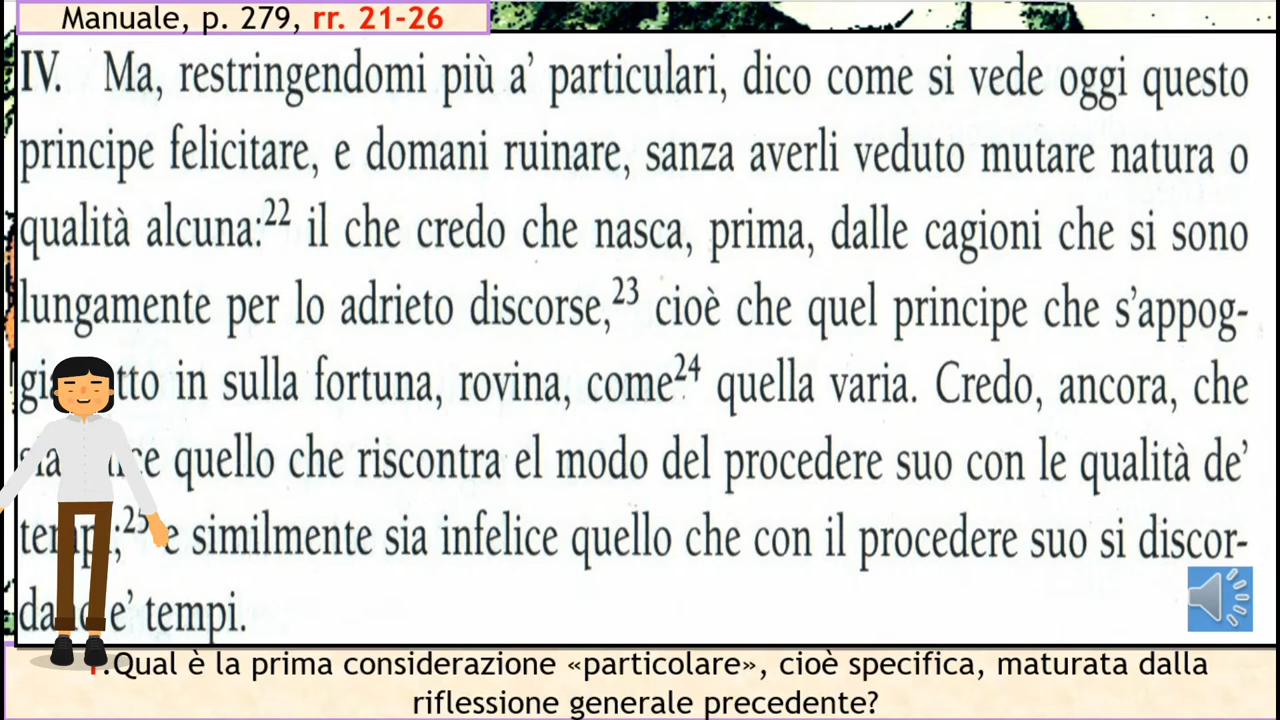 Manuale, p. 279, rr. 21-26
IV. Ma, restringendomi più a' particulari, dico come si vede oggi questo
principe felicitare, e domani ruinare, sanza averli veduto mutare natura o
qualità alcuna:22 il che credo che nasca, prima, dalle cagioni che si sono
lungamente per lo adrieto discorse,23 cioè che quel principe che s'appog-
tto in sulla fortuna, rovina, come24 quella varia. Credo, ancora, che
quello che riscontra el modo del procedere suo con le qualità de'
25 e similmente sia infelice quello che con il procedere suo si discor-
e' tempi.
.Qual è la prima considerazione «particolare», cioè specifica, maturata dalla
riflessione generale precedente?